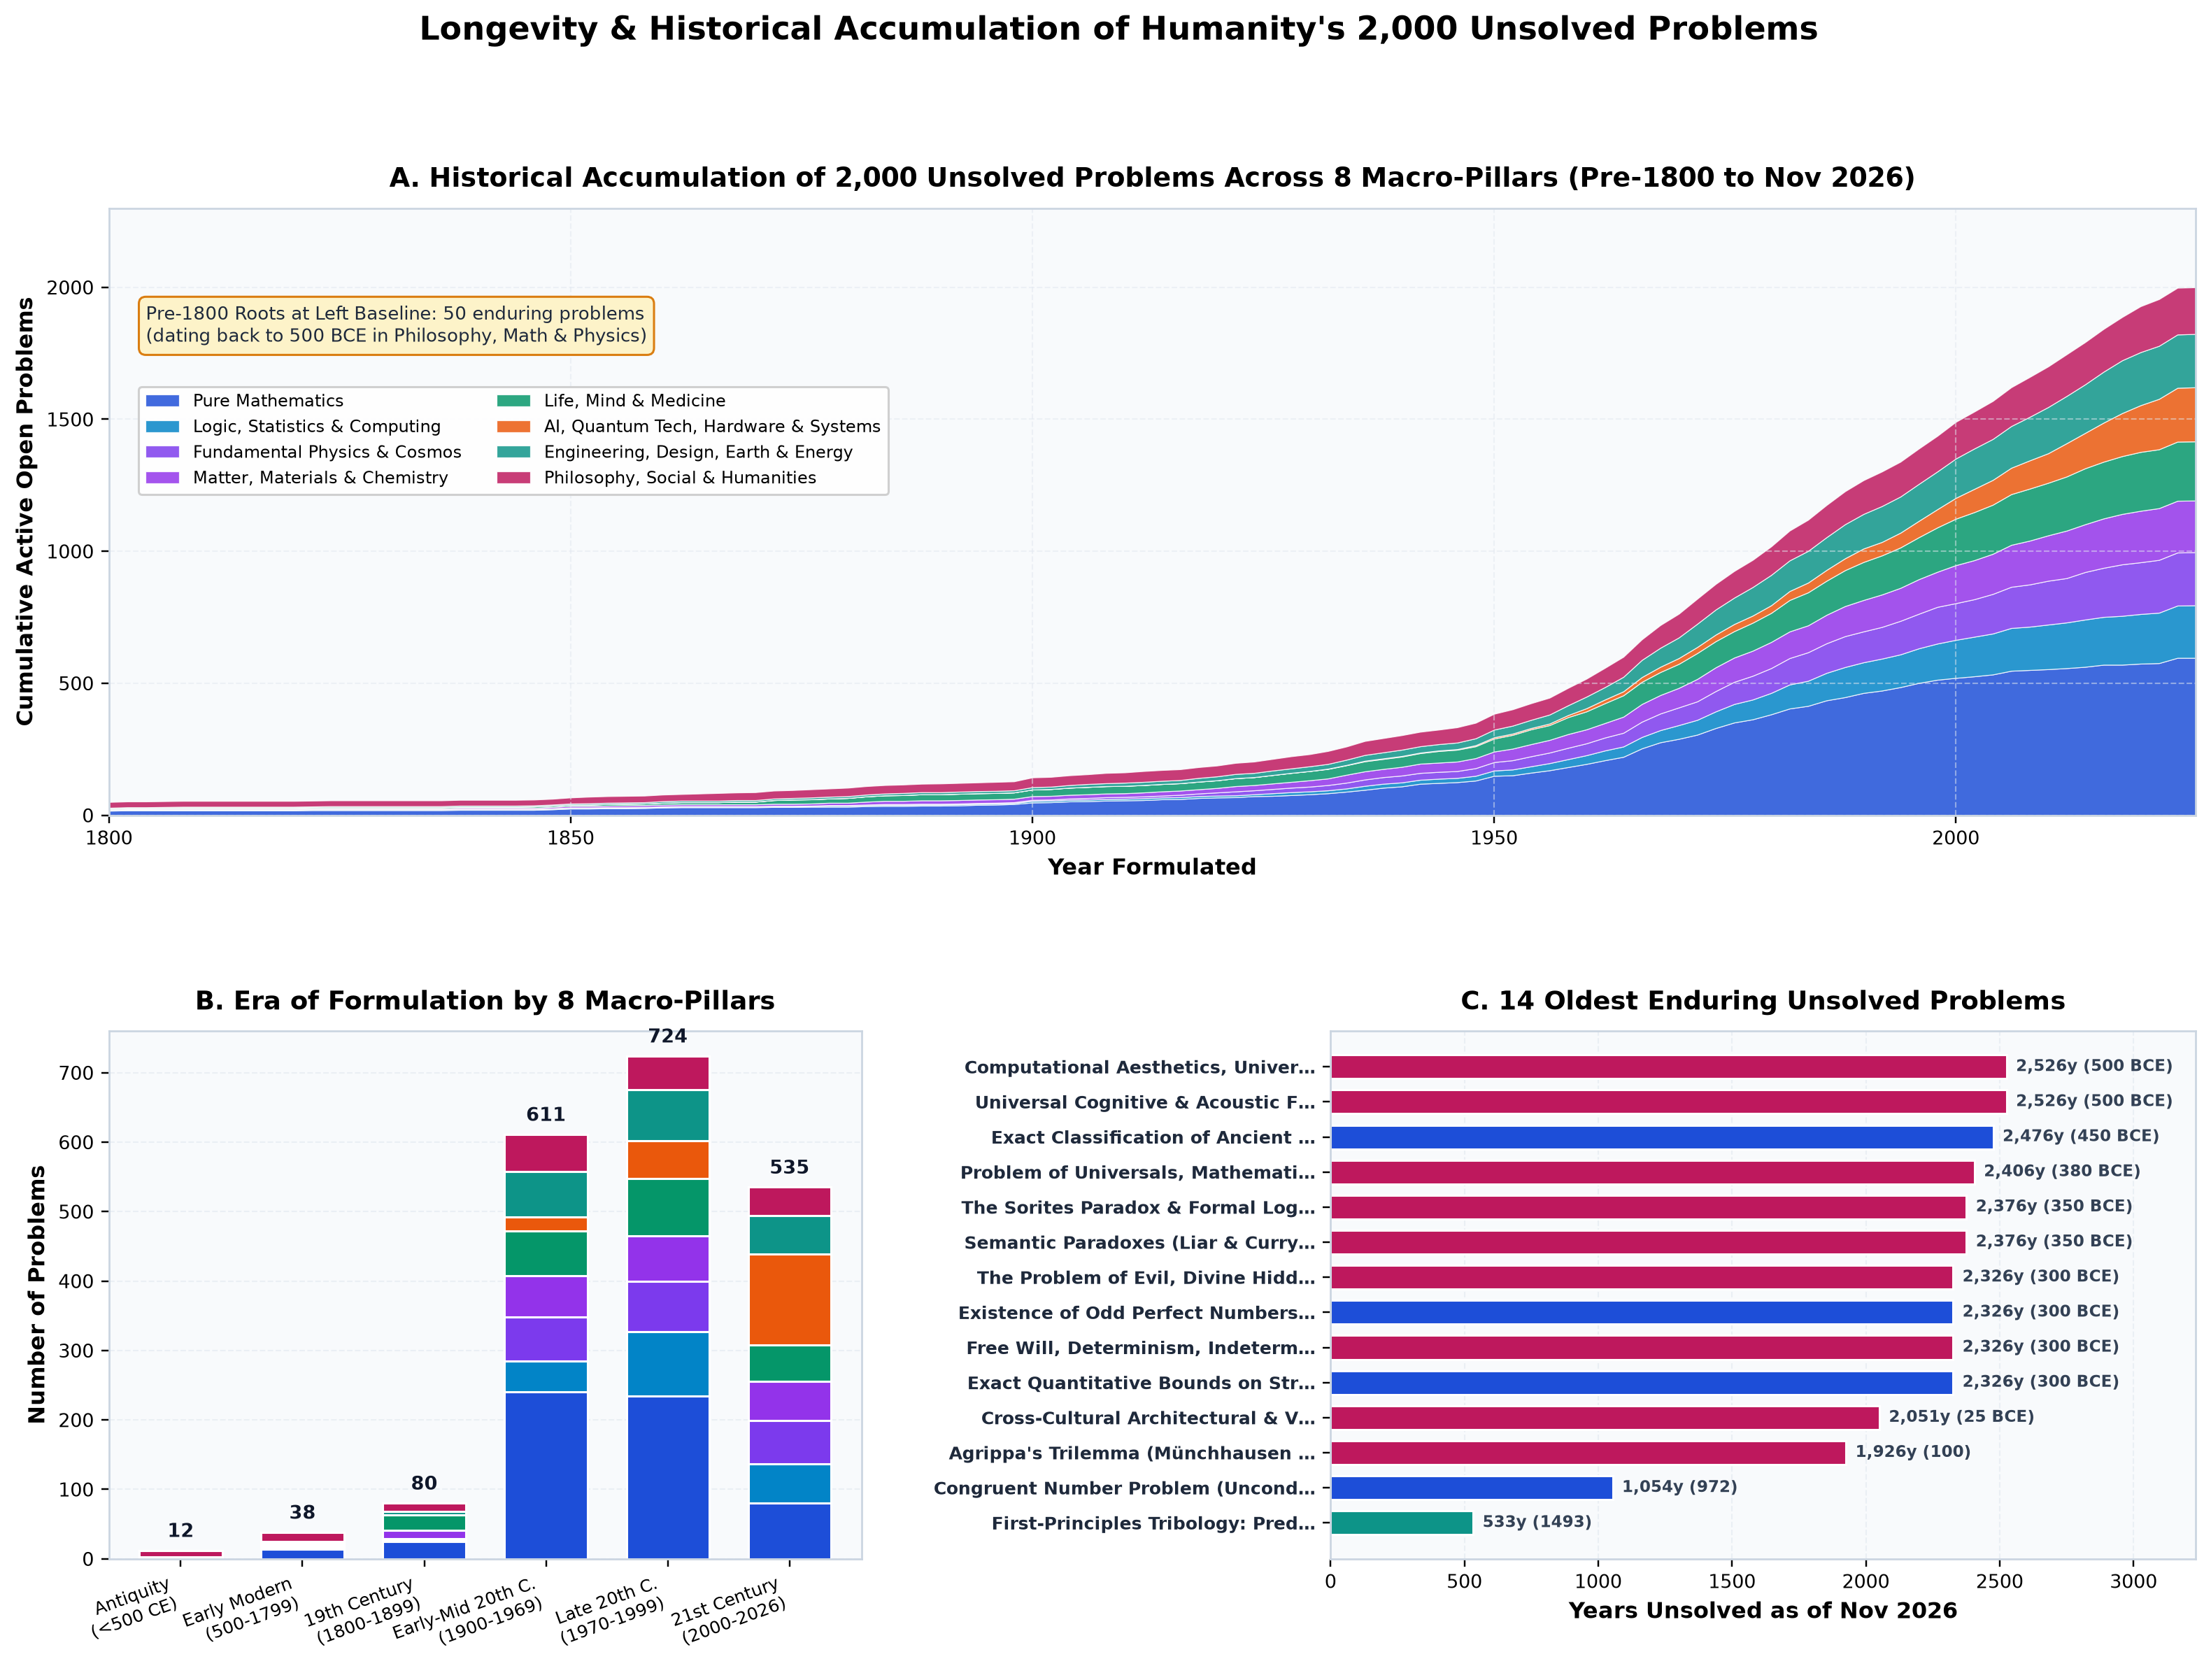 Longevity & Historical Accumulation of Humanity's 2,000 Unsolved Problems
A. Historical Accumulation of 2,000 Unsolved Problems Across 8 Macro-Pillars (Pre-1800 to Nov 2026)
Cumulative Active Open Problems
2000
1500
1000
500
0
Pre-1800 Roots at Left Baseline: 50 enduring problems
(dating back to 500 BCE in Philosophy, Math & Physics)
Pure Mathematics
Logic, Statistics & Computing
Fundamental Physics & Cosmos
Matter, Materials & Chemistry
Life, Mind & Medicine
AI, Quantum Tech, Hardware & Systems
Engineering, Design, Earth & Energy
Philosophy, Social & Humanities
1800
1850
1900
1950
2000
Year Formulated
B. Era of Formulation by 8 Macro-Pillars
Number of Problems
700
600
500
400
300
200
100
0
12
38
80
611
724
535
Antiquity
(<500 CE)
Early Modern
(500-1799)
19th Century
(1800-1899)
Early-Mid 20th C.
(1900-1969)
Late 20th C.
(1970-1999)
21st Century
(2000-2026)
C. 14 Oldest Enduring Unsolved Problems
Computational Aesthetics, Univer... 2,526y (500 BCE)
Universal Cognitive & Acoustic F... 2,526y (500 BCE)
Exact Classification of Ancient ... 2,476y (450 BCE)
Problem of Universals, Mathemati... 2,406y (380 BCE)
The Sorites Paradox & Formal Log... 2,376y (350 BCE)
Semantic Paradoxes (Liar & Curry... 2,376y (350 BCE)
The Problem of Evil, Divine Hidd... 2,326y (300 BCE)
Existence of Odd Perfect Numbers... 2,326y (300 BCE)
Free Will, Determinism, Indeterm... 2,326y (300 BCE)
Exact Quantitative Bounds on Str... 2,326y (300 BCE)
Cross-Cultural Architectural & V... 2,051y (25 BCE)
Agrippa's Trilemma (Münchhausen ... 1,926y (100)
Congruent Number Problem (Uncond... 1,054y (972)
First-Principles Tribology: Pred... 533y (1493)
0
500
1000
1500
2000
2500
3000
Years Unsolved as of Nov 2026